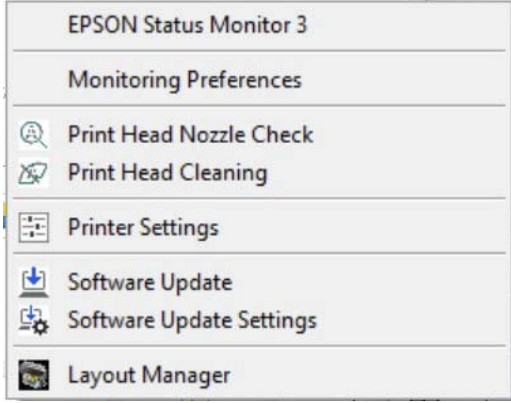 EPSON Status Monitor 3
Monitoring Preferences
Print Head Nozzle Check
Print Head Cleaning
Printer Settings
Software Update
Software Update Settings
Layout Manager